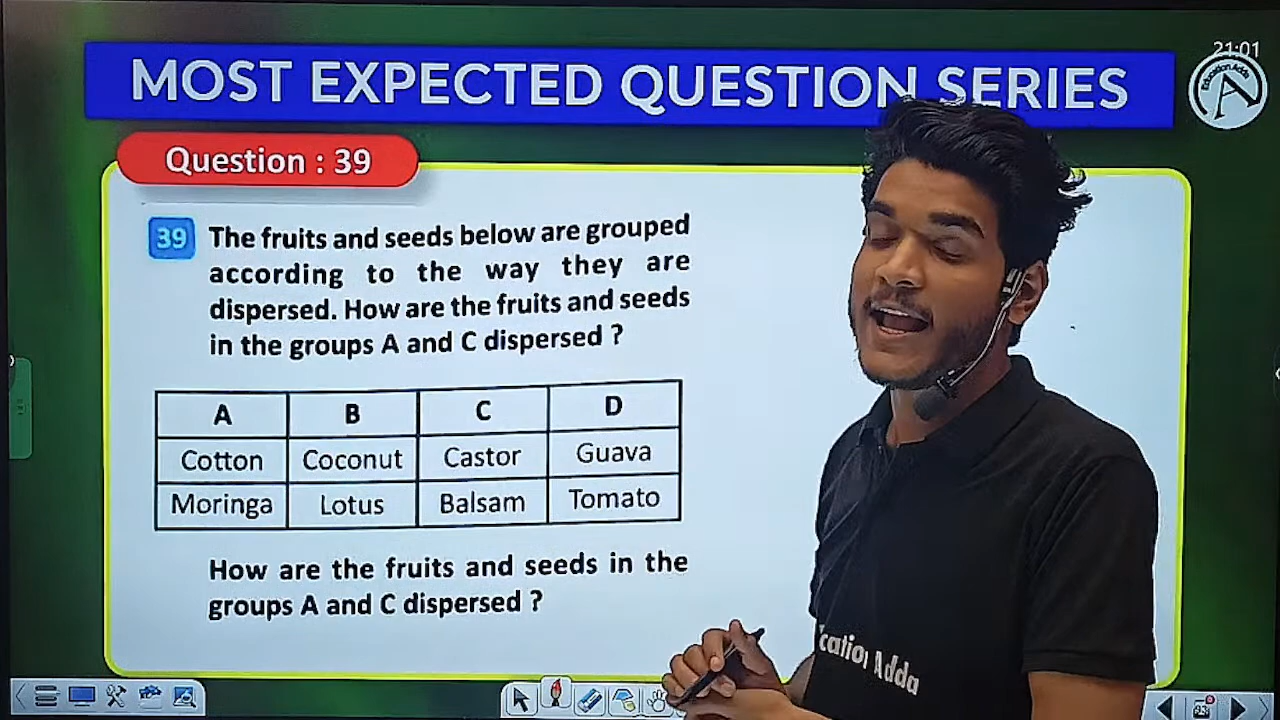 21:01
MOST EXPECTED QUESTION SERIES
Education Adda
A
Question : 39
39 The fruits and seeds below are grouped
according to the way they are
dispersed. How are the fruits and seeds
in the groups A and C dispersed ?
A B C D
Cotton Coconut Castor Guava
Moringa Lotus Balsam Tomato
How are the fruits and seeds in the
groups A and C dispersed ?
Adda